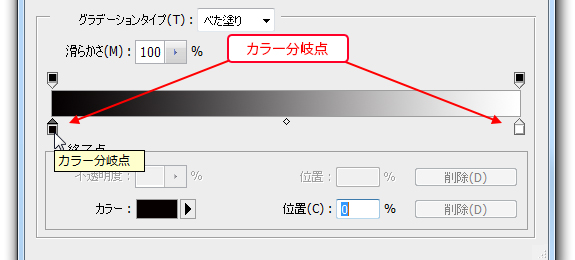 グラデーションタイプ(T)： べた塗り
滑らかさ(M)： 100 %
カラー分岐点
終了点
カラー分岐点
不透明度： % 位置： % 削除(D)
カラー： 位置(C)： 0 % 削除(D)